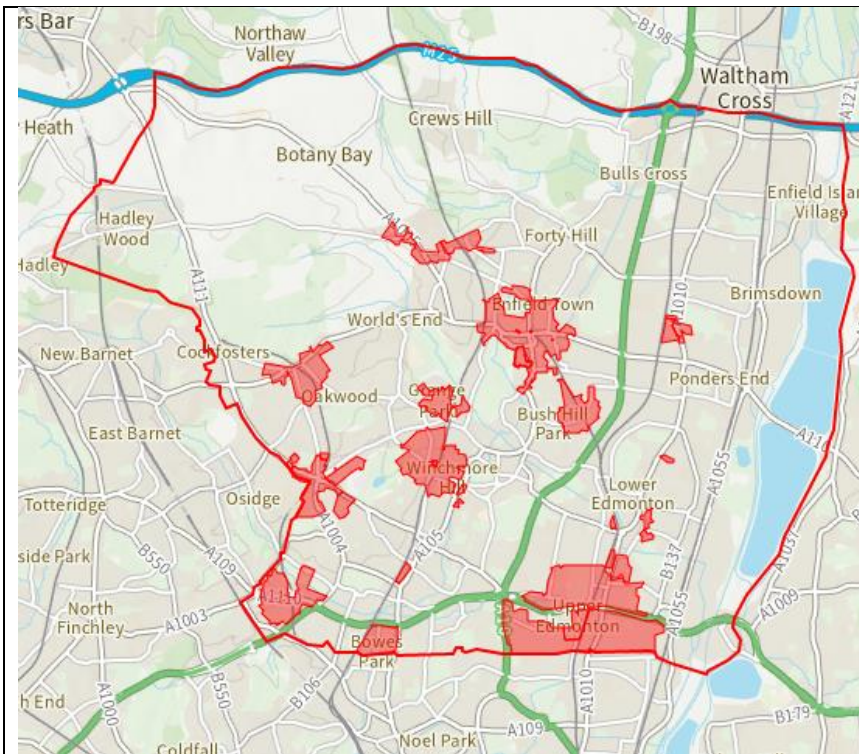 rs Bar
Northaw
Valley
M25
B198
Waltham
Cross
A121
Heath
Crews Hill
Botany Bay
Bulls Cross
Enfield Isl
Village
Hadley
Wood
Forty Hill
Hadley
A111
A1010
Brimsdown
Enfield Town
World's End
New Barnet
Cockfosters
Oakwood
Ponders End
Grange
Park
Bush Hill
Park
East Barnet
A110
Winchmore
Hill
A1055
Lower
Edmonton
Totteridge
Osidge
A1004
side Park
B550
A109
A105
B137
A1037
North
Finchley
A1003
A1110
Upper
Edmonton
A1055
A1009
Bowes
Park
h End
A1000
B550
B106
A1010
A109
B179
Noel Park
Coldfall